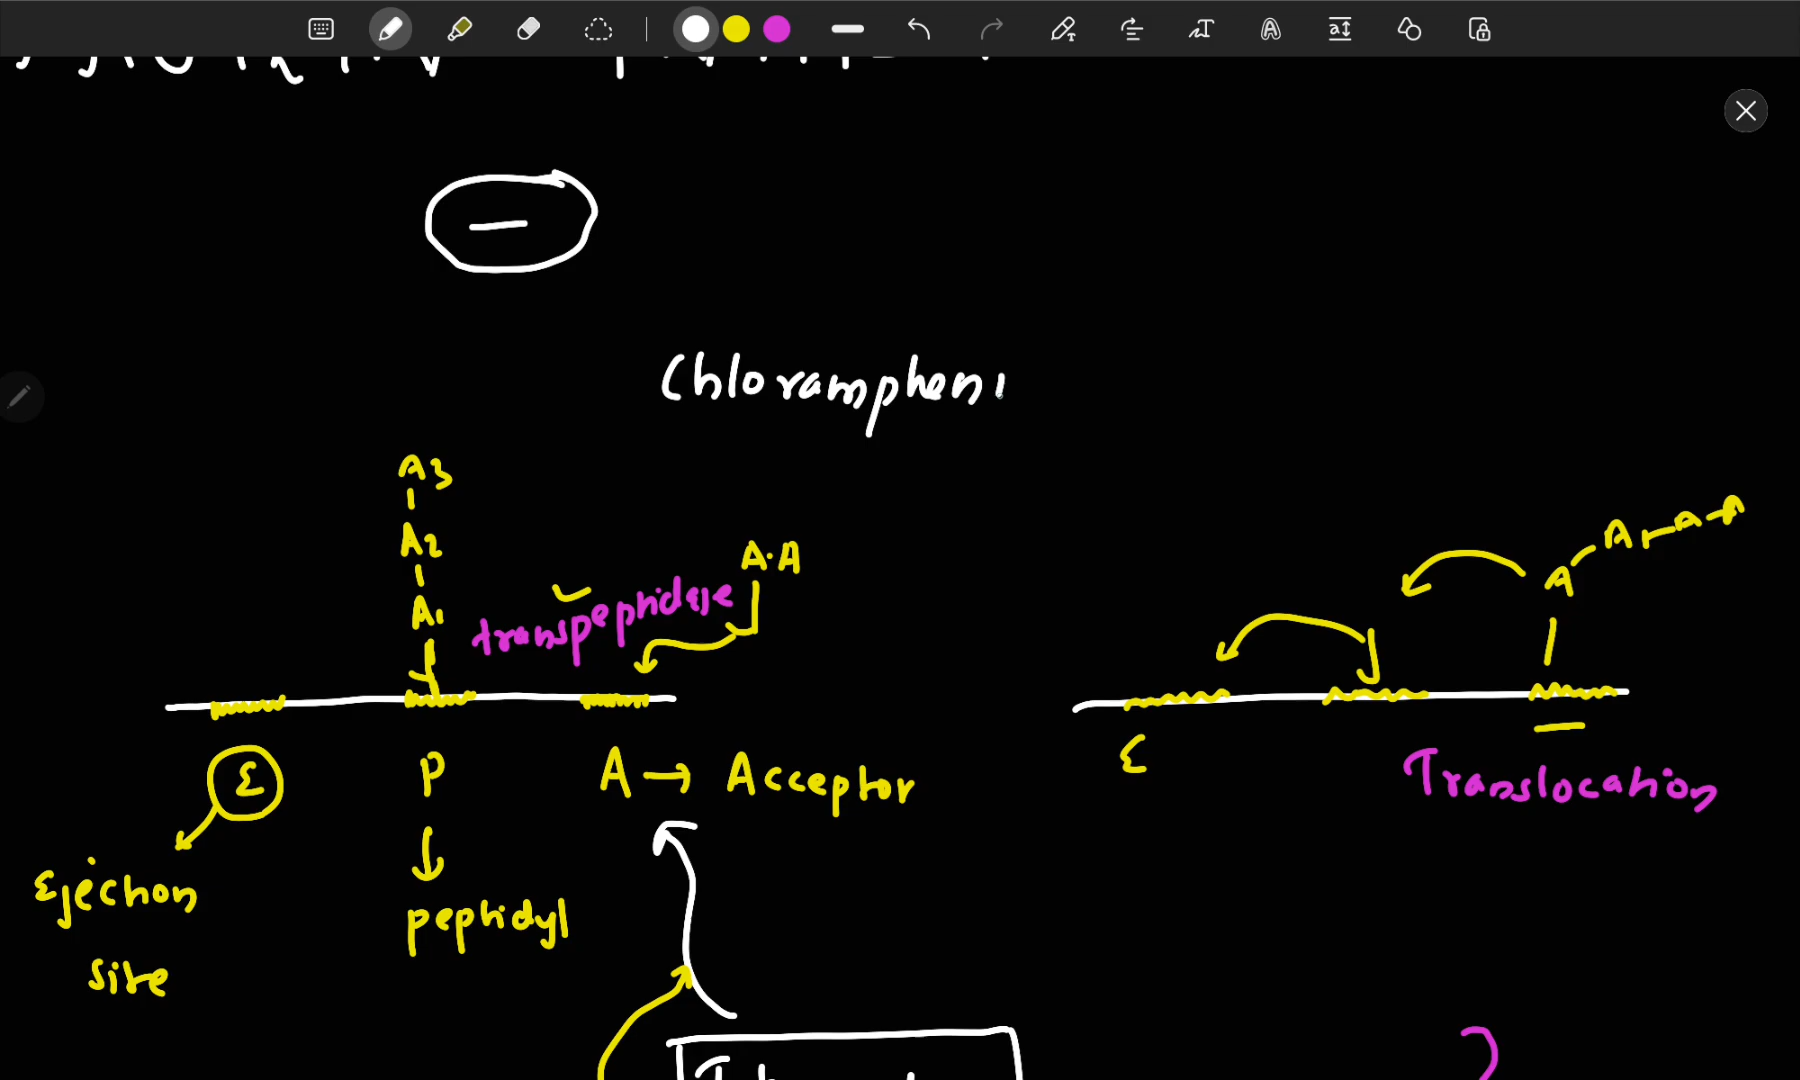 Chlorampheni
A3
A2
A1
A.A
transpeptidase
A A A A
E P A → Acceptor
E
Translocation
Ejection
site
peptidyl